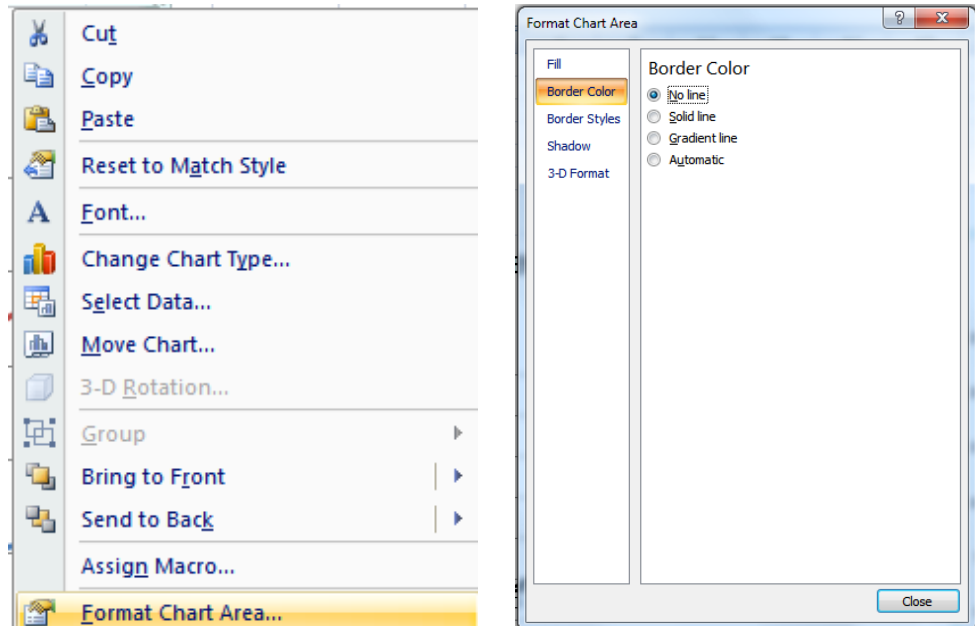 Cut
Copy
Paste
Reset to Match Style
Font...
Change Chart Type...
Select Data...
Move Chart...
3-D Rotation...
Group
Bring to Front
Send to Back
Assign Macro...
Format Chart Area...
Format Chart Area
Fill
Border Color
Border Styles
Shadow
3-D Format
Border Color
No line
Solid line
Gradient line
Automatic
Close